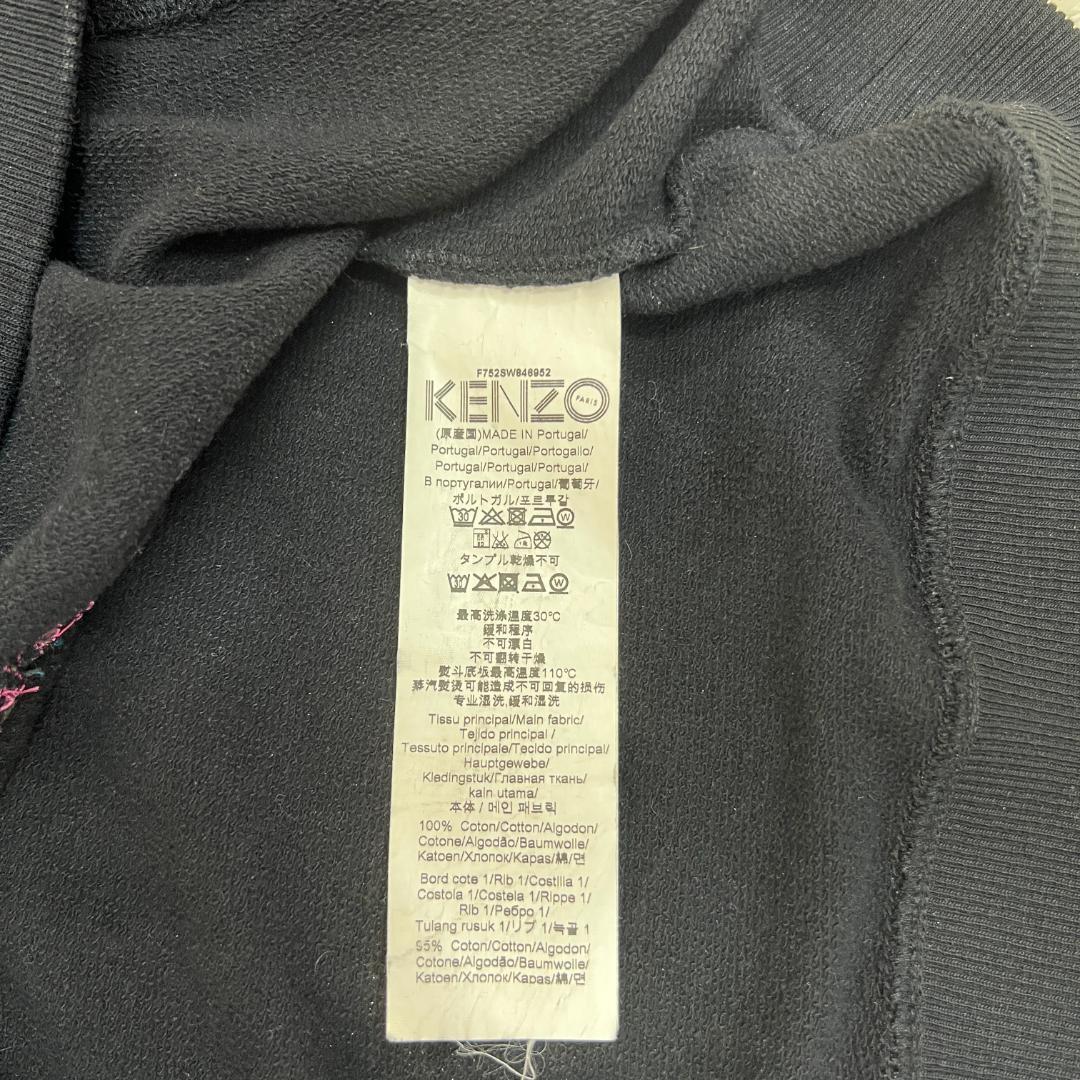 F752SW846952
KENZO
PARIS
(原産国)MADE IN Portugal/
Portugal/Portugal/Portogallo/
Portugal/Portugal/Portugal/
В португалии/Portugal/葡萄牙/
ポルトガル/포르투갈
30 W
タンブル乾燥不可
30 W
最高洗涤温度30°C
缓和程序
不可漂白
不可翻转干燥
熨斗底板最高温度110°C
蒸汽熨烫可能造成不可回复的损伤
专业湿洗,缓和湿洗
Tissu principal/Main fabric/
Tejido principal /
Tessuto principale/Tecido principal/
Hauptgewebe/
Kledingstuk/Главная ткань/
kain utama/
本体 / 메인 패브릭
100% Coton/Cotton/Algodon/
Cotone/Algodão/Baumwolle/
Katoen/Хлопок/Kapas/綿/면
Bord cote 1/Rib 1/Costilla 1/
Costola 1/Costela 1/Rippe 1/
Rib 1/Ребро 1/
Tulang rusuk 1/リブ 1/늑골 1
95% Coton/Cotton/Algodon/
Cotone/Algodão/Baumwolle/
Katoen/Хлопок/Kapas/綿/면